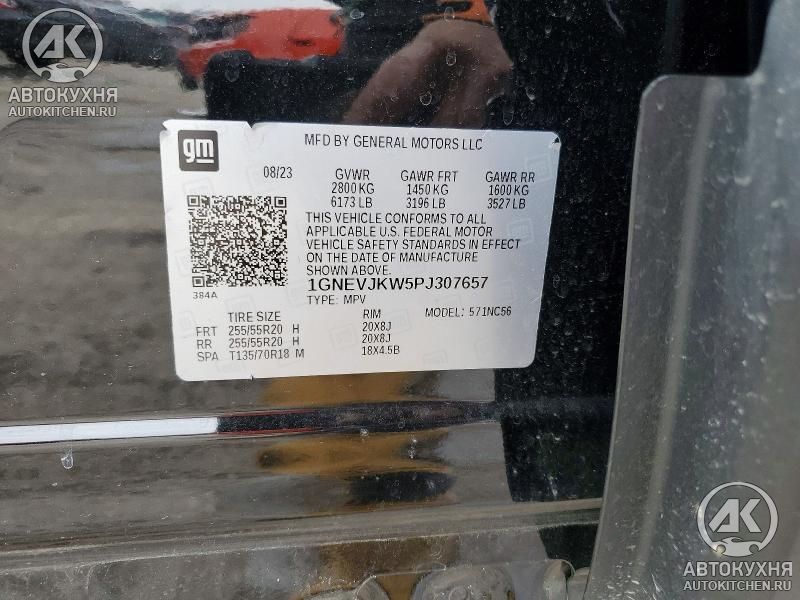 AK
АВТОКУХНЯ
AUTOKITCHEN.RU
gm
MFD BY GENERAL MOTORS LLC
08/23 GVWR GAWR FRT GAWR RR
2800 KG 1450 KG 1600 KG
6173 LB 3196 LB 3527 LB
THIS VEHICLE CONFORMS TO ALL
APPLICABLE U.S. FEDERAL MOTOR
VEHICLE SAFETY STANDARDS IN EFFECT
ON THE DATE OF MANUFACTURE
SHOWN ABOVE.
384A
1GNEVJKW5PJ307657
TYPE: MPV MODEL: 571NC56
TIRE SIZE RIM
FRT 255/55R20 H 20X8J
RR 255/55R20 H 20X8J
SPA T135/70R18 M 18X4.5B
AK
АВТОКУХНЯ
AUTOKITCHEN.RU